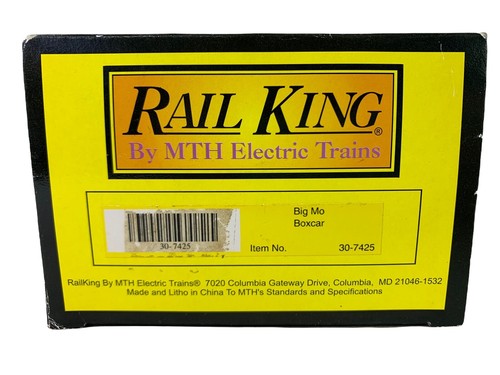 RAIL KING®
By MTH Electric Trains
Big Mo
Boxcar
30-7425
Item No. 30-7425
RailKing By MTH Electric Trains® 7020 Columbia Gateway Drive, Columbia, MD 21046-1532
Made and Litho in China To MTH's Standards and Specifications